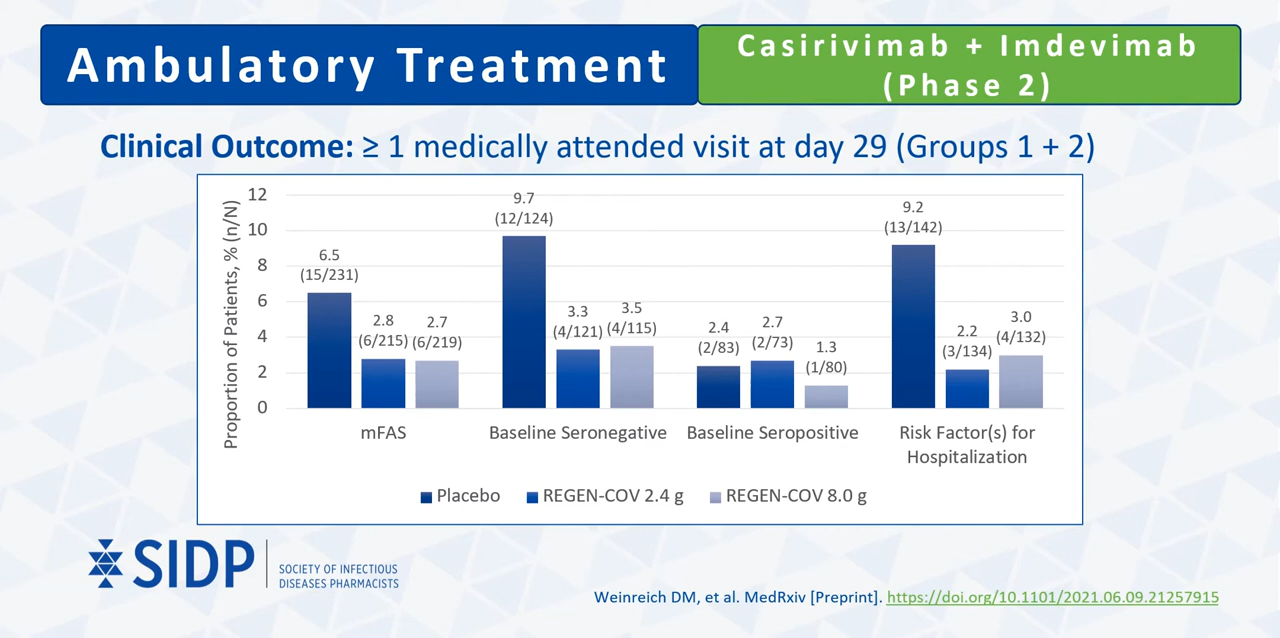 Ambulatory Treatment
Casirivimab + Imdevimab
(Phase 2)
Clinical Outcome: ≥ 1 medically attended visit at day 29 (Groups 1 + 2)
Proportion of Patients, % (n/N)
12
10
8
6
4
2
0
6.5
(15/231)
2.8
(6/215)
2.7
(6/219)
9.7
(12/124)
3.3
(4/121)
3.5
(4/115)
2.4
(2/83)
2.7
(2/73)
1.3
(1/80)
9.2
(13/142)
2.2
(3/134)
3.0
(4/132)
mFAS
Baseline Seronegative
Baseline Seropositive
Risk Factor(s) for
Hospitalization
Placebo
REGEN-COV 2.4 g
REGEN-COV 8.0 g
SIDP
SOCIETY OF INFECTIOUS
DISEASES PHARMACISTS
Weinreich DM, et al. MedRxiv [Preprint]. https://doi.org/10.1101/2021.06.09.21257915